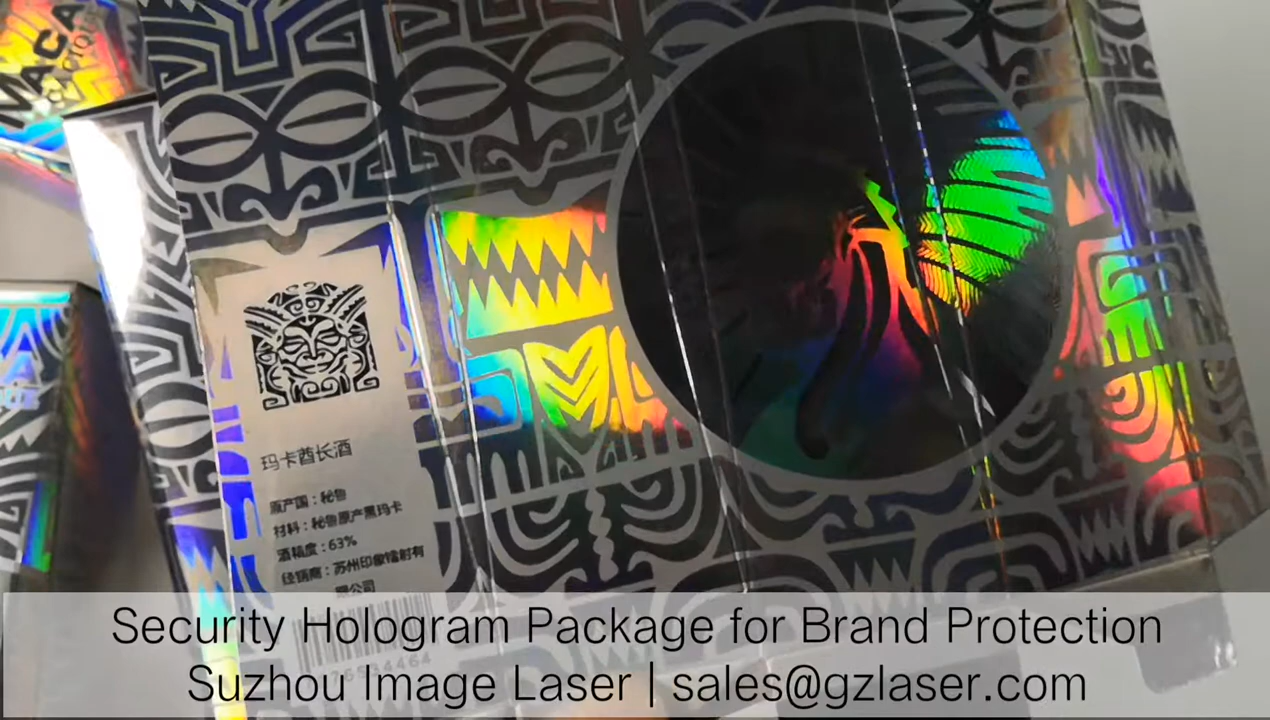 MACA
玛卡酋长酒
原产国：秘鲁
材料：秘鲁原产黑玛卡
酒精度：63%
经销商：苏州印象镭射有
限公司
Security Hologram Package for Brand Protection
Suzhou Image Laser | sales@gzlaser.com